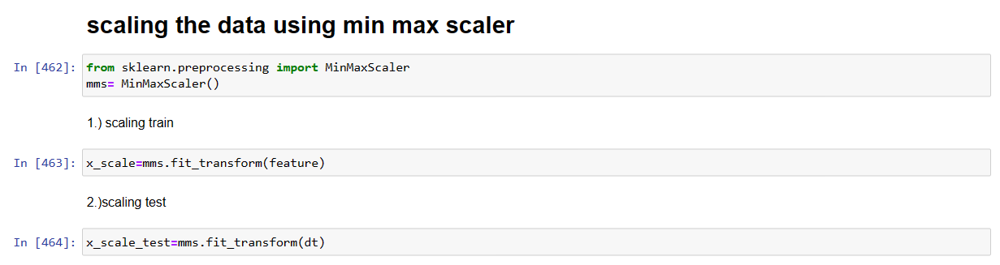 scaling the data using min max scaler
In [462]: from sklearn.preprocessing import MinMaxScaler
mms= MinMaxScaler()
1.) scaling train
In [463]: x_scale=mms.fit_transform(feature)
2.)scaling test
In [464]: x_scale_test=mms.fit_transform(dt)